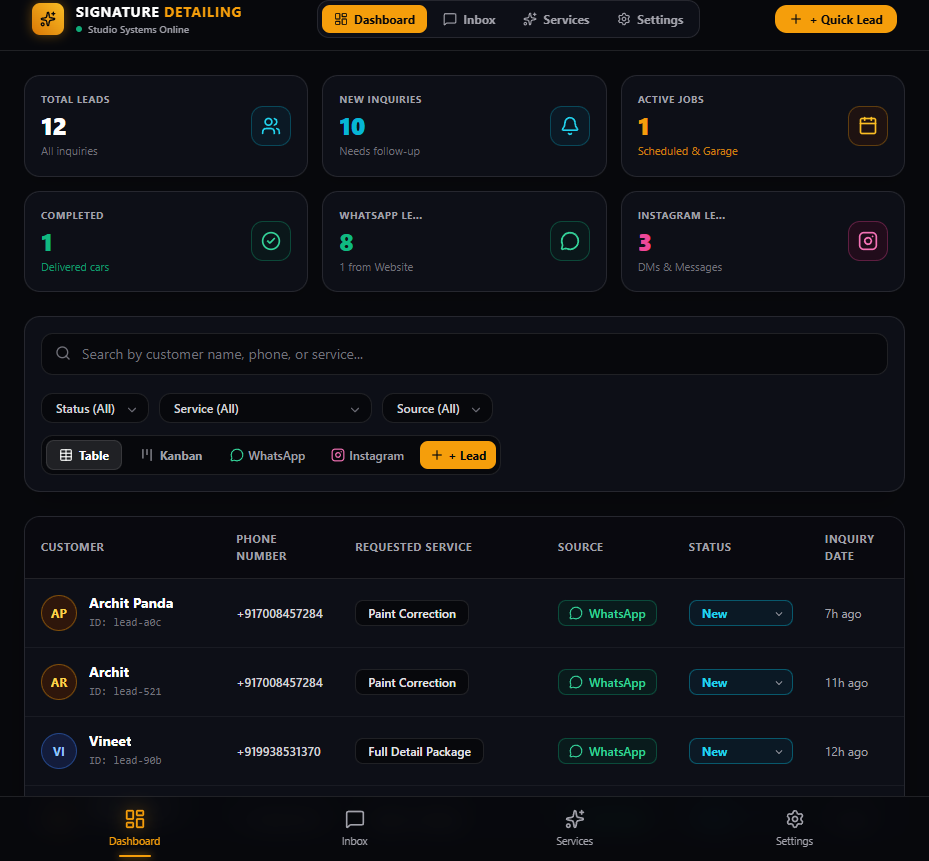 SIGNATURE DETAILING
Studio Systems Online
Dashboard
Inbox
Services
Settings
+ Quick Lead
TOTAL LEADS
12
All inquiries
NEW INQUIRIES
10
Needs follow-up
ACTIVE JOBS
1
Scheduled & Garage
COMPLETED
1
Delivered cars
WHATSAPP LE...
8
1 from Website
INSTAGRAM LE...
3
DMs & Messages
Search by customer name, phone, or service...
Status (All)
Service (All)
Source (All)
Table
Kanban
WhatsApp
Instagram
+ Lead
CUSTOMER
PHONE
NUMBER
REQUESTED SERVICE
SOURCE
STATUS
INQUIRY
DATE
AP
Archit Panda
ID: lead-a0c
+917008457284
Paint Correction
WhatsApp
New
7h ago
AR
Archit
ID: lead-521
+917008457284
Paint Correction
WhatsApp
New
11h ago
VI
Vineet
ID: lead-90b
+919938531370
Full Detail Package
WhatsApp
New
12h ago
Dashboard
Inbox
Services
Settings